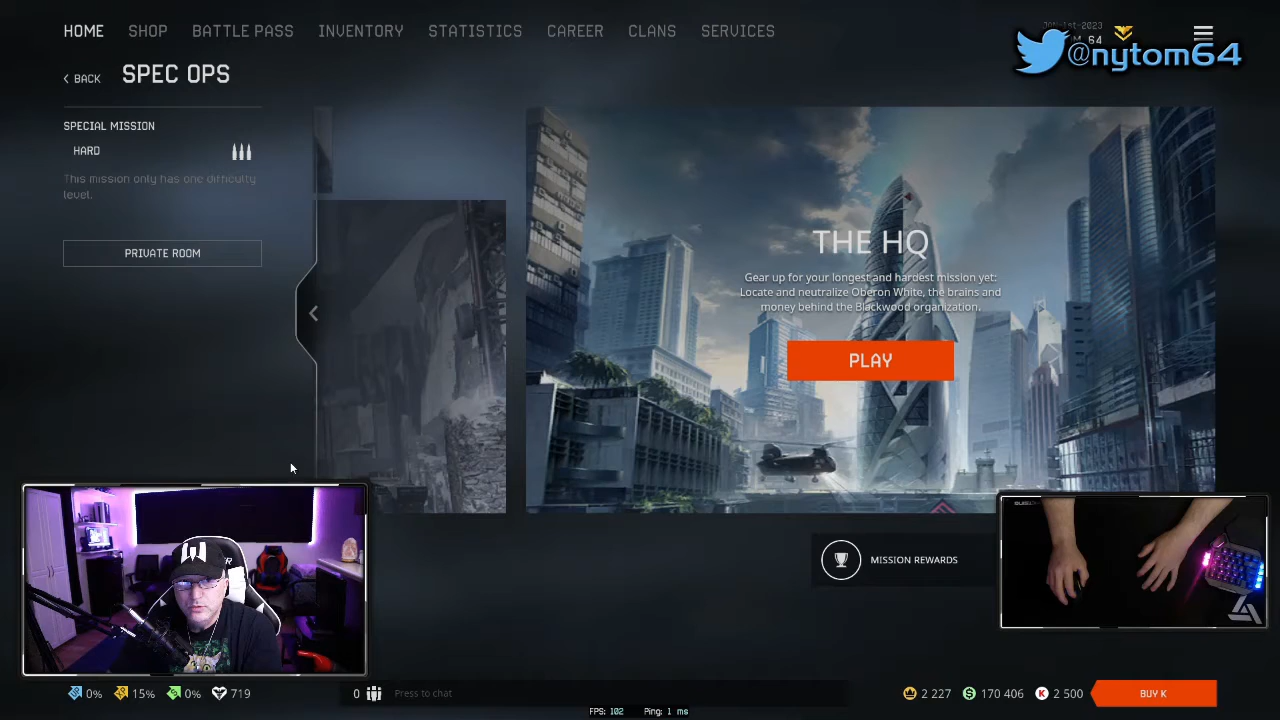 HOME SHOP BATTLE PASS INVENTORY STATISTICS CAREER CLANS SERVICES
@nytom64
BACK SPEC OPS
SPECIAL MISSION
HARD
This mission only has one difficulty
level.
PRIVATE ROOM
THE HQ
Gear up for your longest and hardest mission yet:
Locate and neutralize Oberon White, the brains and
money behind the Blackwood organization.
PLAY
MISSION REWARDS
0% 15% 0% 719
0 Press to chat
2 227 170 406 K 2 500 BUY K
FPS: 102 Ping: 1 ms